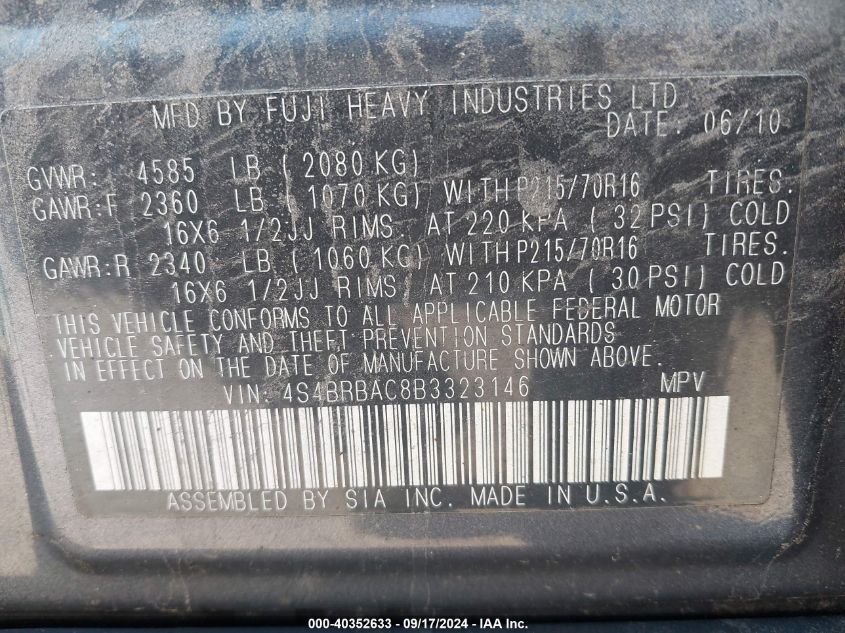 MFD BY FUJI HEAVY INDUSTRIES LTD.
DATE. 06/10
GVWR: 4585 LB ( 2080 KG)
GAWR:F 2360 LB ( 1070 KG) WITH P215/70R16 TIRES.
16X6 1/2JJ RIMS, AT 220 KPA ( 32 PSI) COLD
GAWR:R 2340 LB ( 1060 KG) WITH P215/70R16 TIRES.
16X6 1/2JJ RIMS, AT 210 KPA ( 30 PSI) COLD
THIS VEHICLE CONFORMS TO ALL APPLICABLE FEDERAL MOTOR
VEHICLE SAFETY AND THEFT PREVENTION STANDARDS
IN EFFECT ON THE DATE OF MANUFACTURE SHOWN ABOVE.
VIN: 4S4BRBAC8B3323146 MPV
ASSEMBLED BY SIA INC. MADE IN U.S.A.
000-40352633 - 09/17/2024 - IAA Inc.